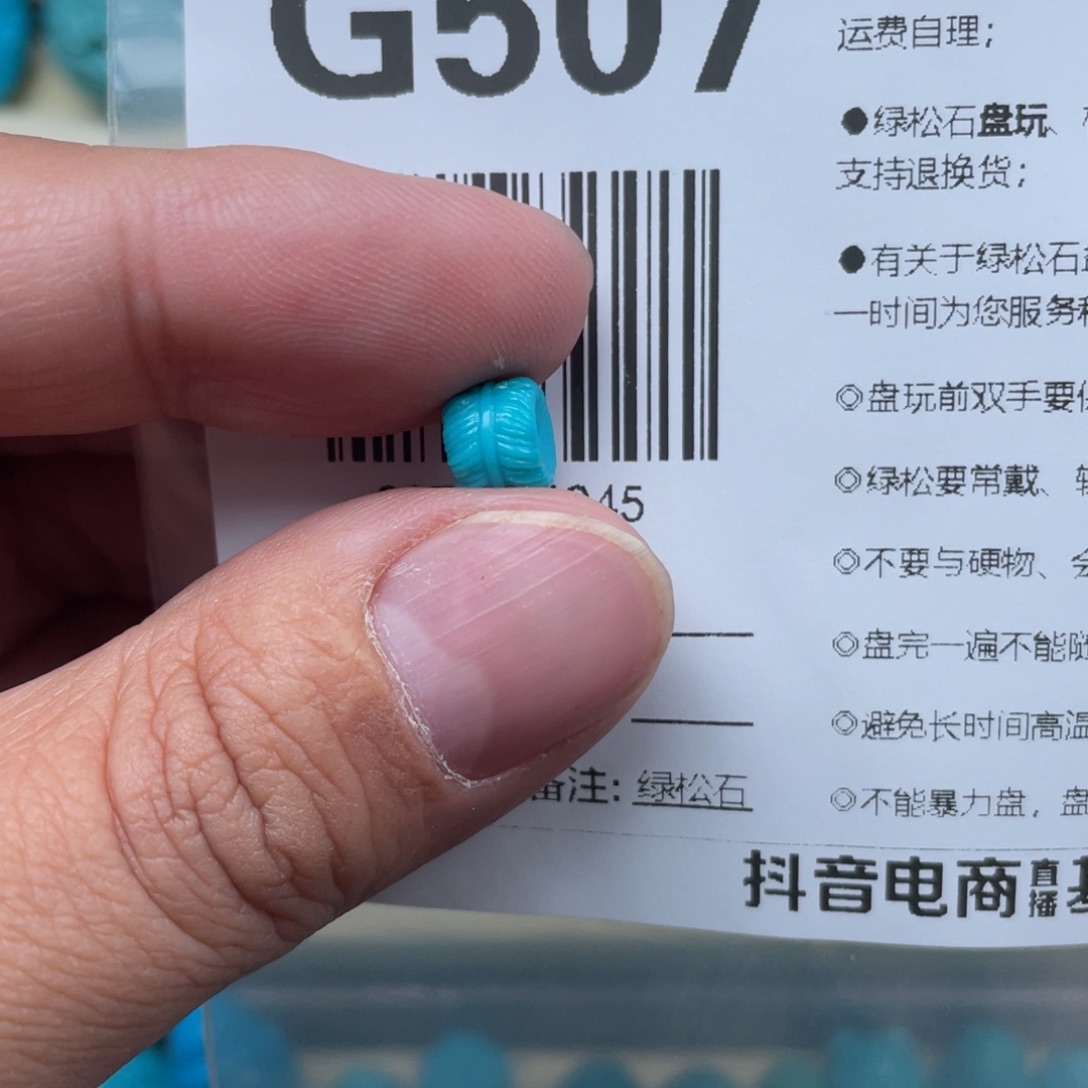 G507
运费自理；
●绿松石盘玩、
支持退换货；
●有关于绿松石
一时间为您服务
◎盘玩前双手要
◎绿松要常戴、
◎不要与硬物、
◎盘完一遍不能
◎避免长时间高温
◎不能暴力盘，盘
45
备注：绿松石
抖音电商直播